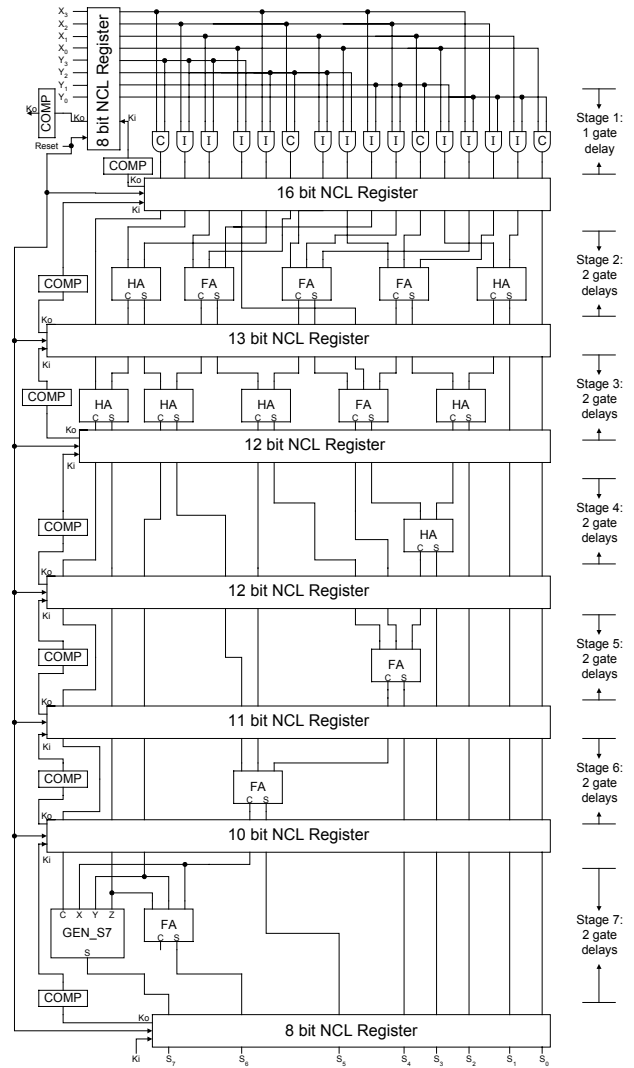 X3
X2
X1
X0
Y3
Y2
Y1
Y0
8 bit NCL Register
Ko
COMP
Ko
Ki
Reset
COMP
Ko
C I I I I C I I I I C I I I I C
Stage 1:
1 gate
delay
16 bit NCL Register
Ki
COMP
HA
C S
FA
C S
FA
C S
FA
C S
HA
C S
Stage 2:
2 gate
delays
Ko
13 bit NCL Register
Ki
COMP
HA
C S
HA
C S
HA
C S
FA
C S
HA
C S
Stage 3:
2 gate
delays
Ko
12 bit NCL Register
Ki
COMP
HA
C S
Stage 4:
2 gate
delays
Ko
12 bit NCL Register
Ki
COMP
FA
C S
Stage 5:
2 gate
delays
Ko
11 bit NCL Register
Ki
COMP
FA
C S
Stage 6:
2 gate
delays
Ko
10 bit NCL Register
Ki
C X Y Z
GEN_S7
S
FA
C S
Stage 7:
2 gate
delays
COMP
Ko
8 bit NCL Register
Ki
S7 S6 S5 S4 S3 S2 S1 S0